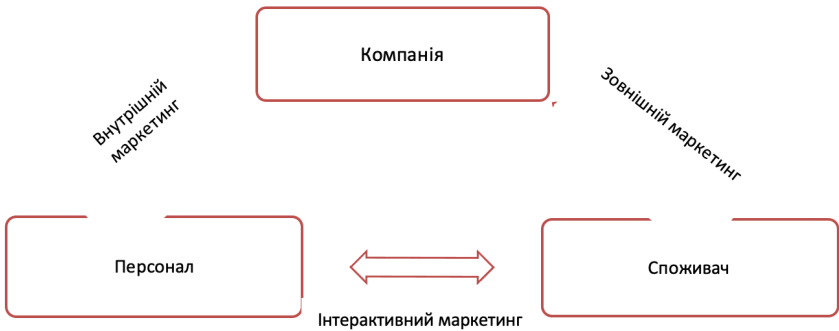 Компанія
Внутрішній
маркетинг
Зовнішній маркетинг
Персонал
Споживач
Інтерактивний маркетинг